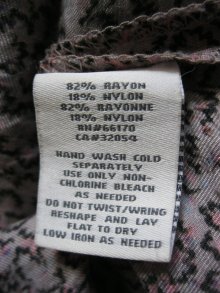 82% RAYON
18% NYLON
82% RAYONNE
18% NYLON
RN#66170
CA#32054
HAND WASH COLD
SEPARATELY
USE ONLY NON-
CHLORINE BLEACH
AS NEEDED
DO NOT TWIST/WRING
RESHAPE AND LAY
FLAT TO DRY
LOW IRON AS NEEDED